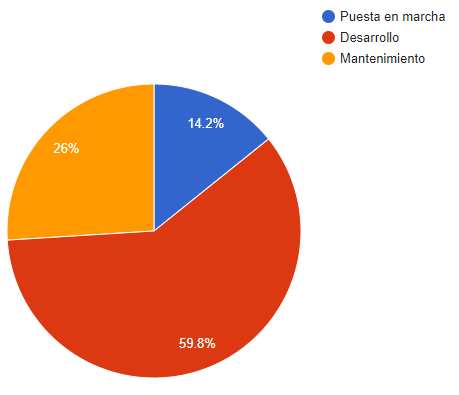 Puesta en marcha
Desarrollo
Mantenimiento
14.2%
26%
59.8%